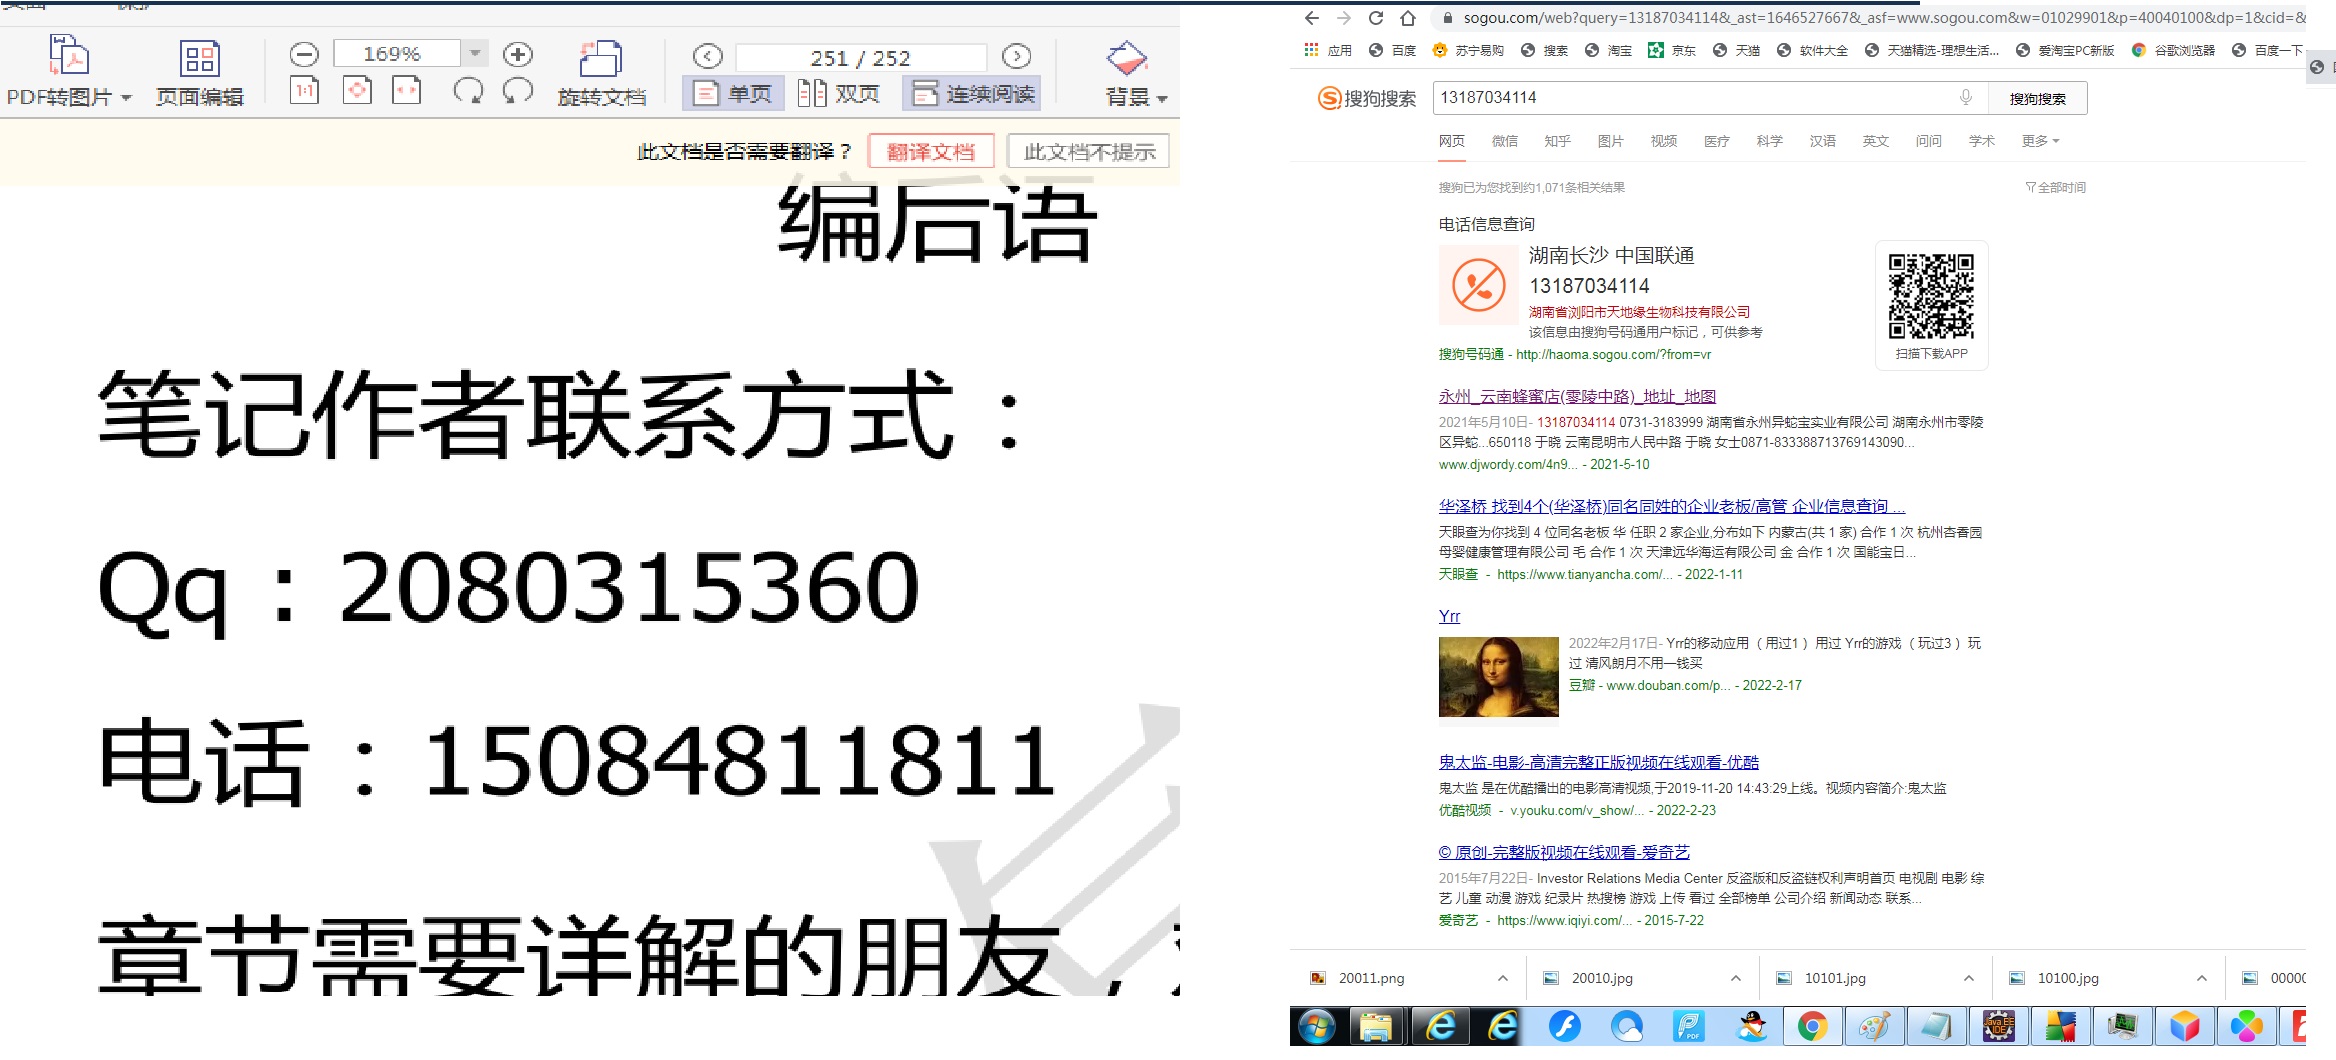 PDF转图片
页面编辑
169%
1:1
旋转文档
251 / 252
单页
双页
连续阅读
背景
此文档是否需要翻译？
翻译文档
此文档不提示
编后语
笔记作者联系方式：
Qq：2080315360
电话：15084811811
章节需要详解的朋友，
sogou.com/web?query=13187034114&_ast=1646527667&_asf=www.sogou.com&w=01029901&p=40040100&dp=1&cid=&
应用 百度 苏宁易购 搜索 淘宝 京东 天猫 软件大全 天猫精选-理想生活... 爱淘宝PC新版 谷歌浏览器 百度一下
搜狗搜索
13187034114
搜狗搜索
网页 微信 知乎 图片 视频 医疗 科学 汉语 英文 问问 学术 更多
搜狗已为您找到约1,071条相关结果
全部时间
电话信息查询
湖南长沙 中国联通
13187034114
湖南省浏阳市天地缘生物科技有限公司
该信息由搜狗号码通用户标记，可供参考
搜狗号码通 - http://haoma.sogou.com/?from=vr
扫描下载APP
永州_云南蜂蜜店(零陵中路)_地址_地图
2021年5月10日- 13187034114 0731-3183999 湖南省永州异蛇宝实业有限公司 湖南永州市零陵
区异蛇...650118 于晓 云南昆明市人民中路 于晓 女士0871-833388713769143090...
www.djwordy.com/4n9... - 2021-5-10
华泽桥 找到4个(华泽桥)同名同姓的企业老板/高管 企业信息查询 ...
天眼查为你找到 4 位同名老板 华 任职 2 家企业,分布如下 内蒙古(共 1 家) 合作 1 次 杭州杏香园
母婴健康管理有限公司 毛 合作 1 次 天津远华海运有限公司 金 合作 1 次 国能宝日...
天眼查 - https://www.tianyancha.com/... - 2022-1-11
Yrr
2022年2月17日- Yrr的移动应用 （ 用过1 ） 用过 Yrr的游戏 （ 玩过3 ） 玩
过 清风朗月不用一钱买
豆瓣 - www.douban.com/p... - 2022-2-17
鬼太监-电影-高清完整正版视频在线观看-优酷
鬼太监 是在优酷播出的电影高清视频,于2019-11-20 14:43:29上线。视频内容简介:鬼太监
优酷视频 - v.youku.com/v_show/... - 2022-2-23
© 原创-完整版视频在线观看-爱奇艺
2015年7月22日- Investor Relations Media Center 反盗版和反盗链权利声明首页 电视剧 电影 综
艺 儿童 动漫 游戏 纪录片 热搜榜 游戏 上传 看过 全部榜单 公司介绍 新闻动态 联系...
爱奇艺 - https://www.iqiyi.com/... - 2015-7-22
20011.png
20010.jpg
10101.jpg
10100.jpg
0000
PDF
Java EE
IDE